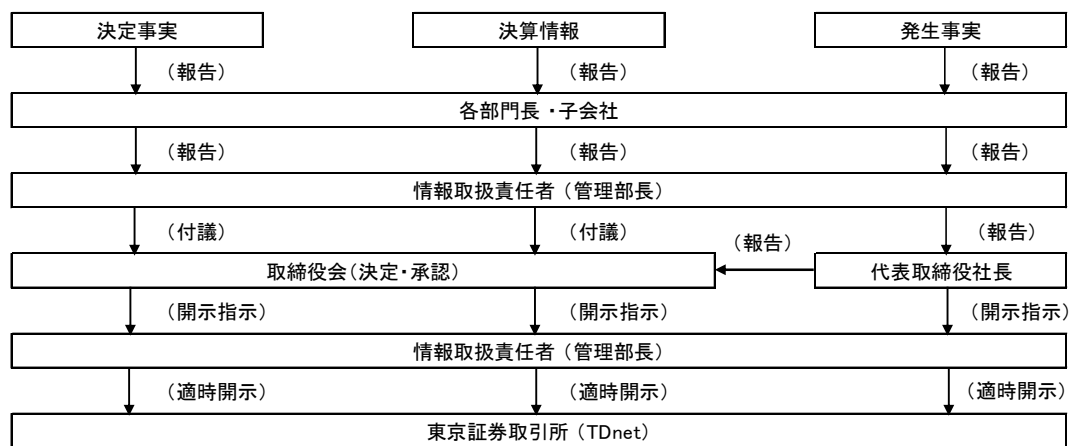 決定事実 決算情報 発生事実
（報告） （報告） （報告）
各部門長・子会社
（報告） （報告） （報告）
情報取扱責任者（管理部長）
（付議） （付議） （報告） （報告）
取締役会（決定・承認） 代表取締役社長
（開示指示） （開示指示） （開示指示）
情報取扱責任者（管理部長）
（適時開示） （適時開示） （適時開示）
東京証券取引所（TDnet）